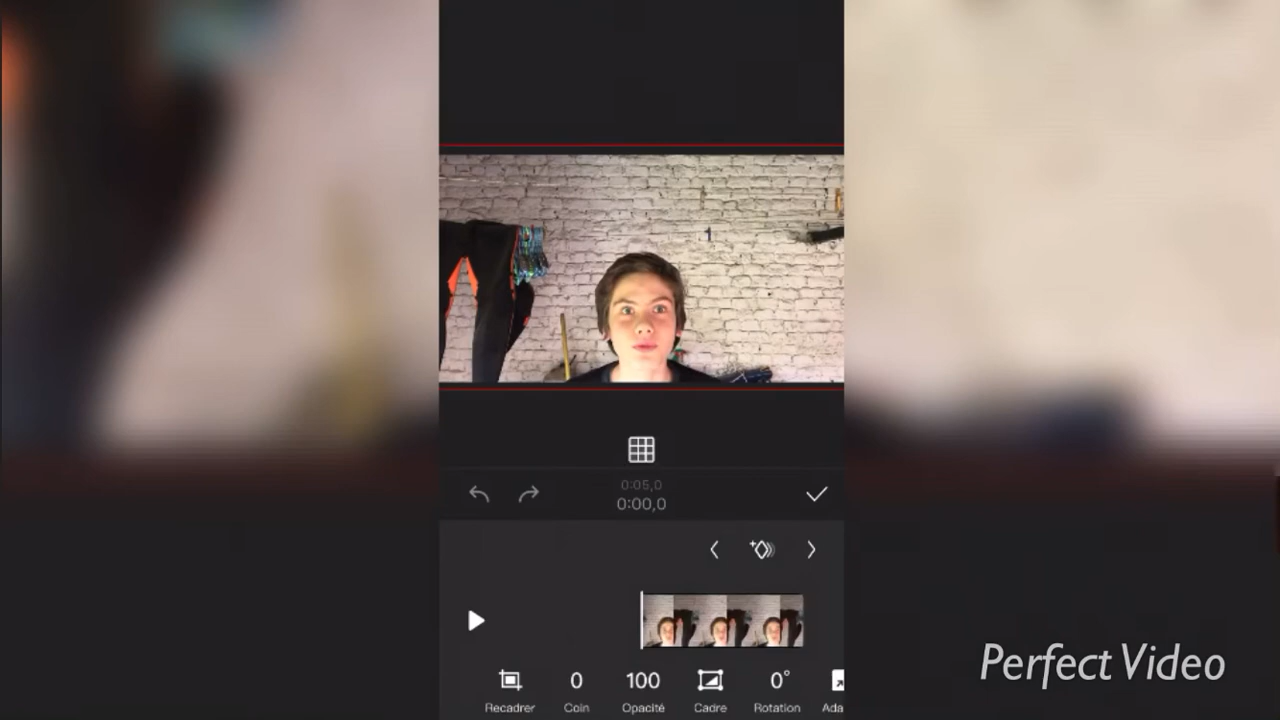 0:05,0
0:00,0
0
100
0°
Recadrer
Coin
Opacité
Cadre
Rotation
Ada
Perfect Video